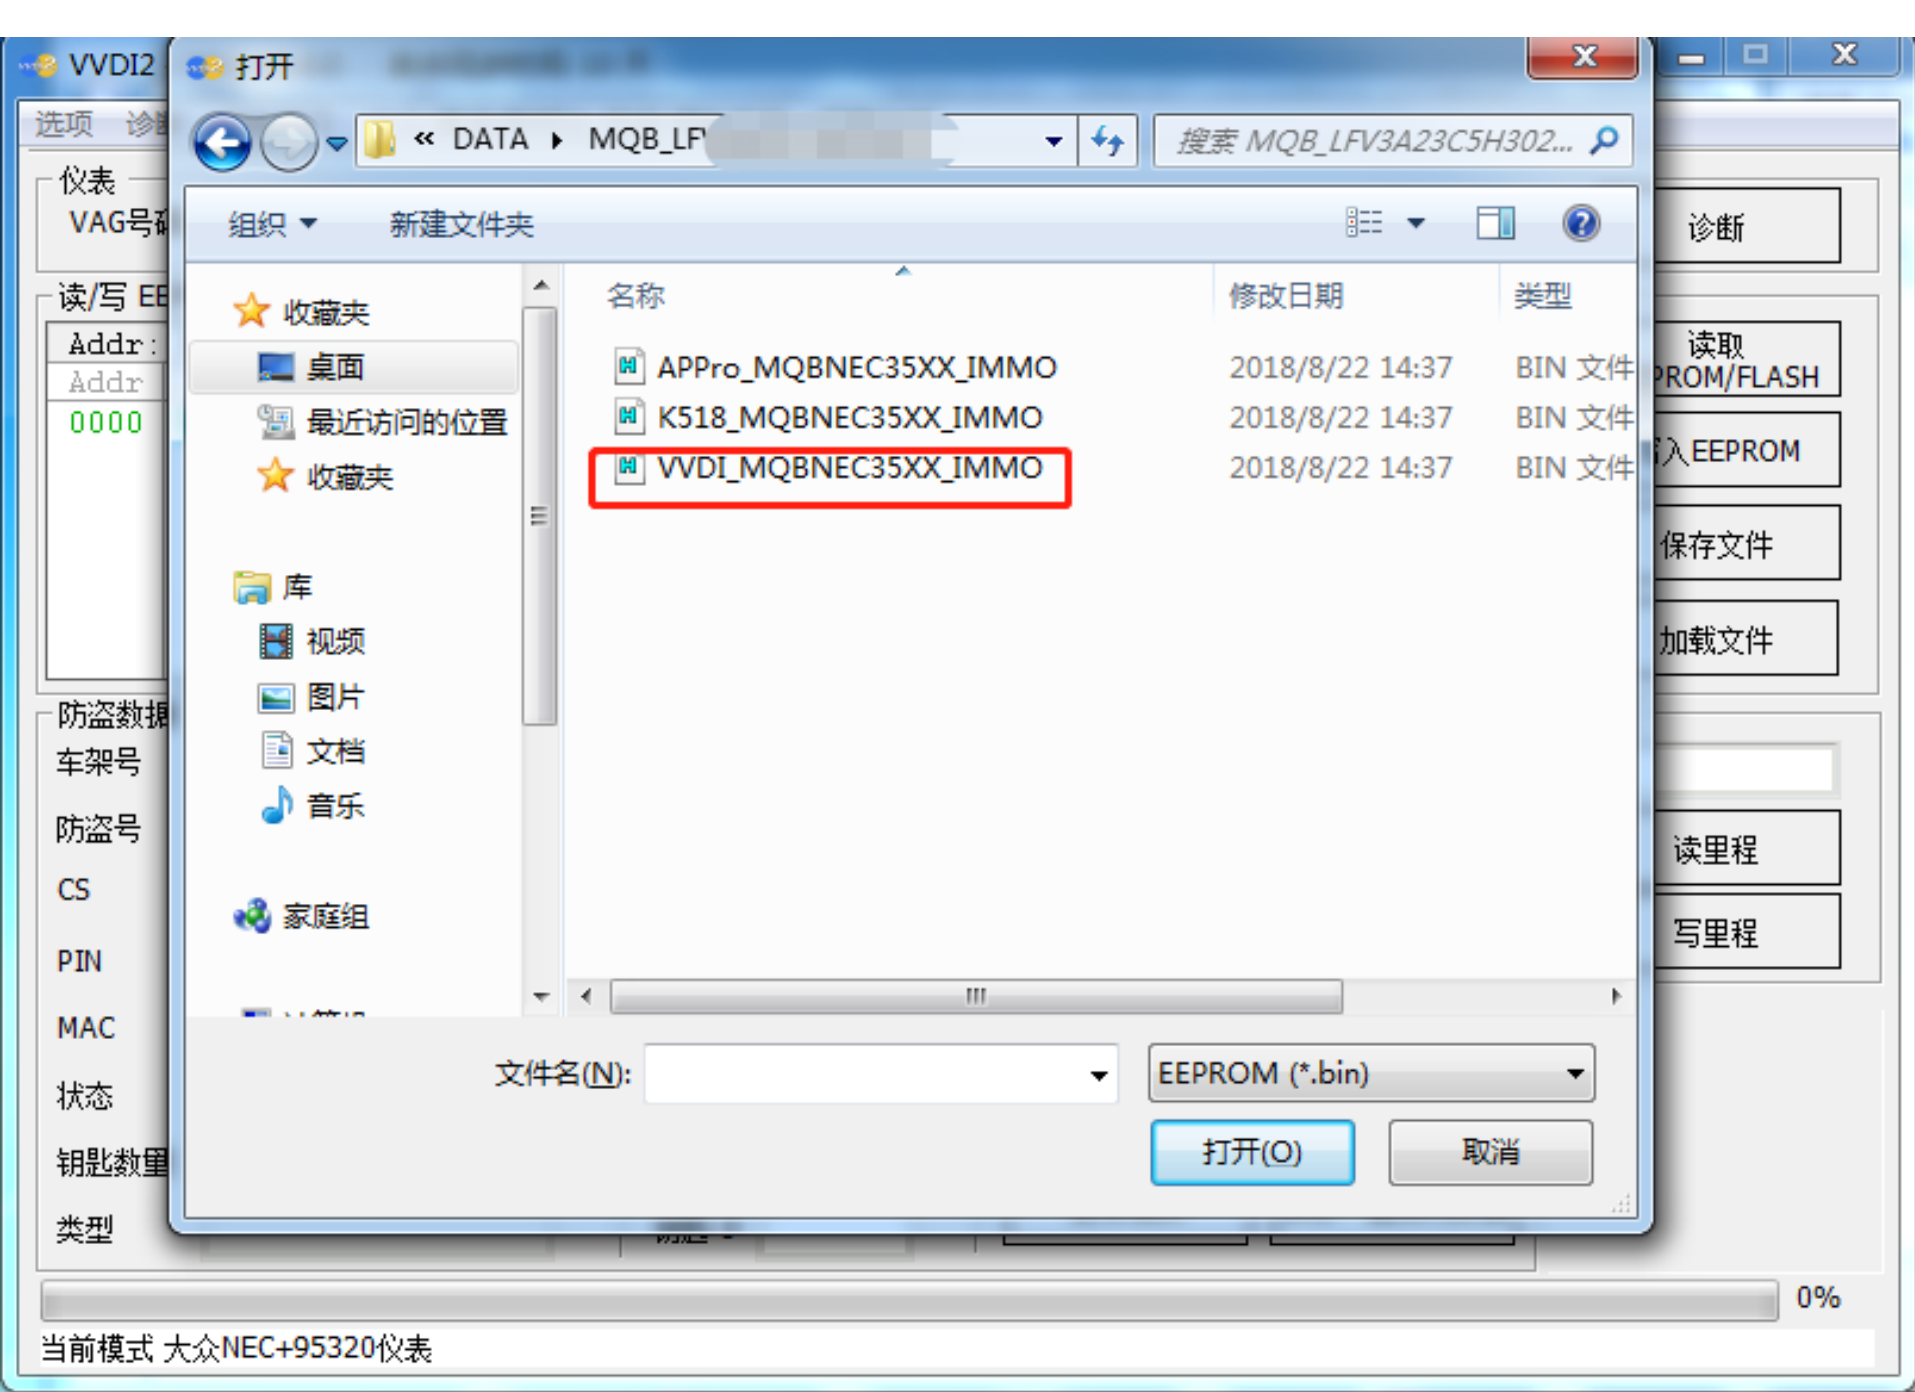 VVDI2
打开
选项
« DATA ▸ MQB_LFV
搜索 MQB_LFV3A23C5H302...
仪表
VAG号码
组织
新建文件夹
诊断
读/写 EE
Addr:
Addr
0000
收藏夹
桌面
最近访问的位置
收藏夹
库
视频
图片
文档
音乐
家庭组
名称 修改日期 类型
APPro_MQBNEC35XX_IMMO 2018/8/22 14:37 BIN 文件
K518_MQBNEC35XX_IMMO 2018/8/22 14:37 BIN 文件
VVDI_MQBNEC35XX_IMMO 2018/8/22 14:37 BIN 文件
读取
PROM/FLASH
入EEPROM
保存文件
加载文件
防盗数据
车架号
防盗号
CS
PIN
MAC
状态
钥匙数量
类型
读里程
写里程
文件名(N):
EEPROM (*.bin)
打开(O)
取消
0%
当前模式 大众NEC+95320仪表